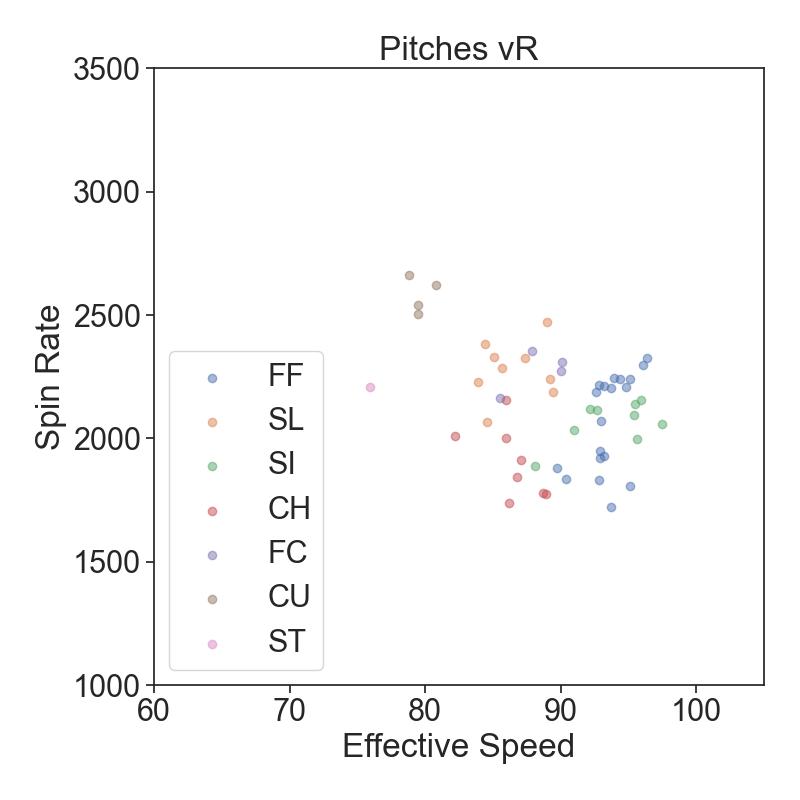 Pitches vR
3500
3000
2500
2000
1500
1000
Spin Rate
FF
SL
SI
CH
FC
CU
ST
60 70 80 90 100
Effective Speed